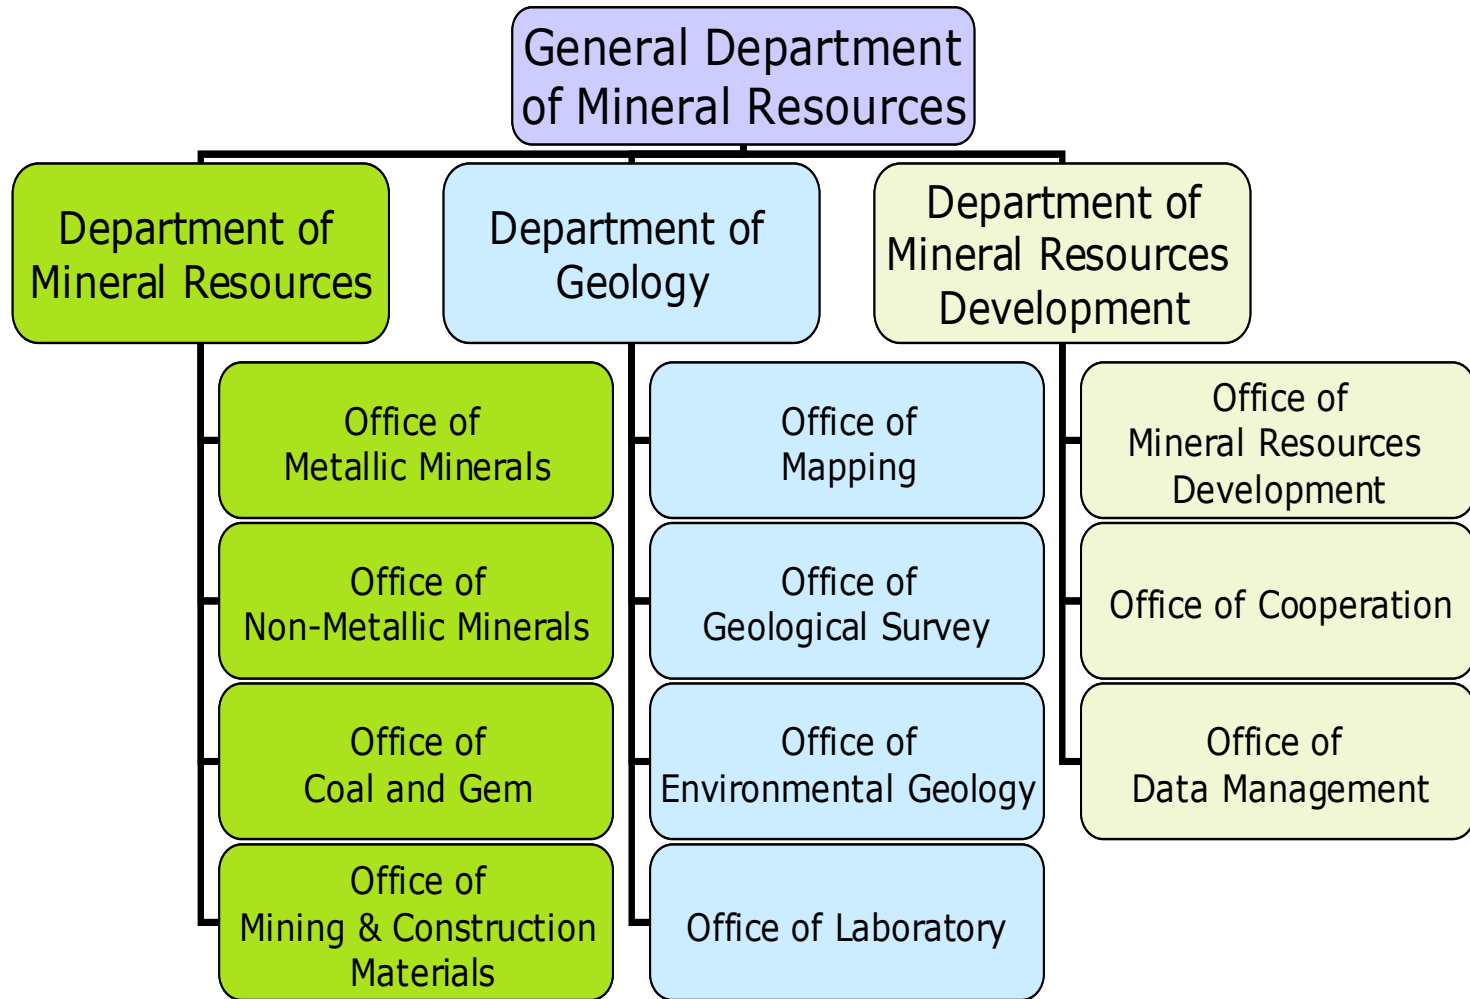 General Department
of Mineral Resources
Department of
Mineral Resources
Department of
Geology
Department of
Mineral Resources
Development
Office of
Metallic Minerals
Office of
Non-Metallic Minerals
Office of
Coal and Gem
Office of
Mining & Construction
Materials
Office of
Mapping
Office of
Geological Survey
Office of
Environmental Geology
Office of Laboratory
Office of
Mineral Resources
Development
Office of Cooperation
Office of
Data Management